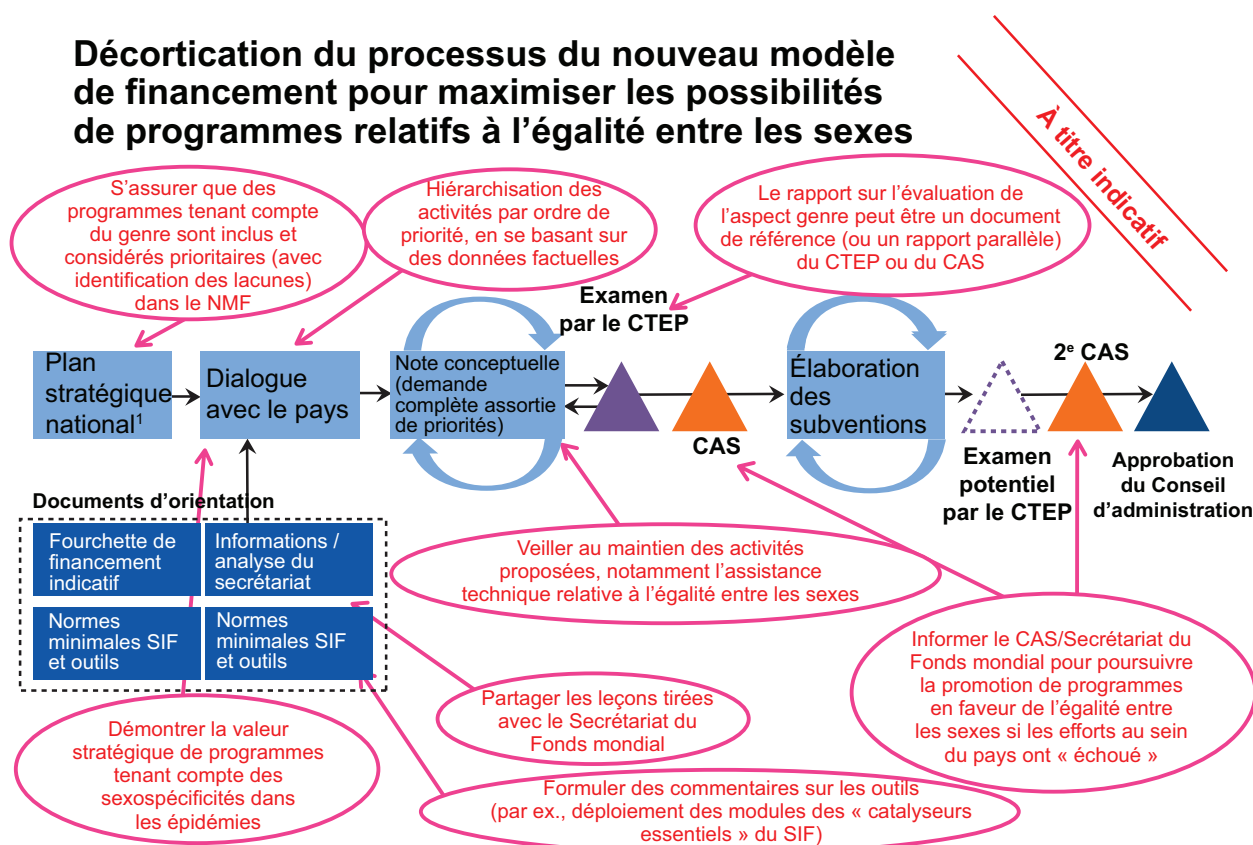 Décortication du processus du nouveau modèle
de financement pour maximiser les possibilités
de programmes relatifs à l'égalité entre les sexes
À titre indicatif
S'assurer que des
programmes tenant compte
du genre sont inclus et
considérés prioritaires (avec
identification des lacunes)
dans le NMF
Hiérarchisation des
activités par ordre de
priorité, en se basant sur
des données factuelles
Le rapport sur l'évaluation de
l'aspect genre peut être un document
de référence (ou un rapport parallèle)
du CTEP ou du CAS
Examen
par le CTEP
Plan
stratégique
national¹
Dialogue
avec le pays
Note conceptuelle
(demande
complète assortie
de priorités)
CAS
Élaboration
des
subventions
2e CAS
Examen
potentiel
par le CTEP
Approbation
du Conseil
d'administration
Documents d'orientation
Fourchette de
financement
indicatif
Informations /
analyse du
secrétariat
Normes
minimales SIF
et outils
Normes
minimales SIF
et outils
Veiller au maintien des activités
proposées, notamment l'assistance
technique relative à l'égalité entre les sexes
Informer le CAS/Secrétariat du
Fonds mondial pour poursuivre
la promotion de programmes
en faveur de l'égalité entre
les sexes si les efforts au sein
du pays ont « échoué »
Partager les leçons tirées
avec le Secrétariat du
Fonds mondial
Démontrer la valeur
stratégique de programmes
tenant compte des
sexospécificités dans
les épidémies
Formuler des commentaires sur les outils
(par ex., déploiement des modules des « catalyseurs
essentiels » du SIF)